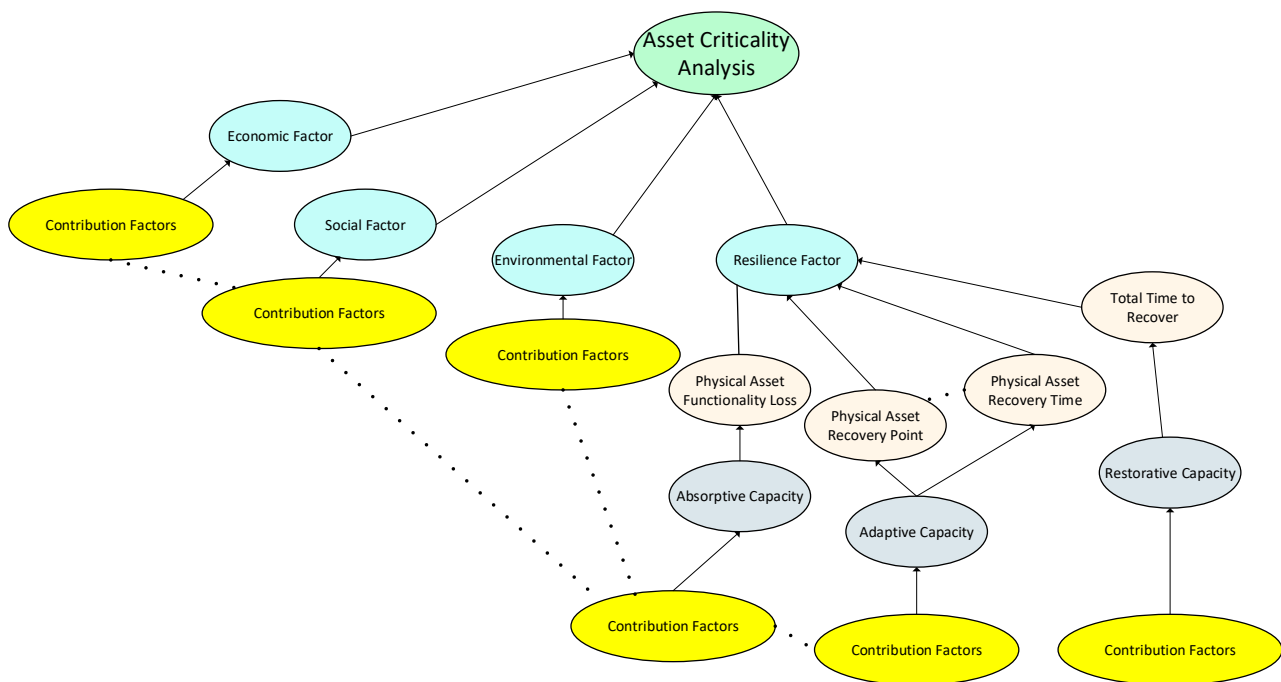 Asset Criticality
Analysis
Economic Factor
Contribution Factors
Social Factor
Contribution Factors
Environmental Factor
Contribution Factors
Resilience Factor
Total Time to
Recover
Physical Asset
Functionality Loss
Physical Asset
Recovery Point
Physical Asset
Recovery Time
Absorptive Capacity
Adaptive Capacity
Restorative Capacity
Contribution Factors
Contribution Factors
Contribution Factors